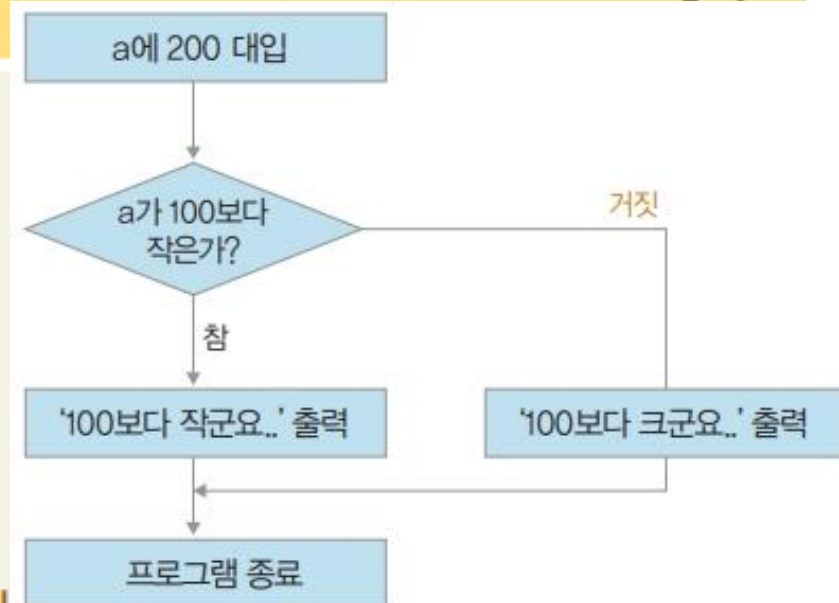 a에 200 대입
a가 100보다
작은가?
거짓
참
‘100보다 작군요..’ 출력
‘100보다 크군요..’ 출력
프로그램 종료